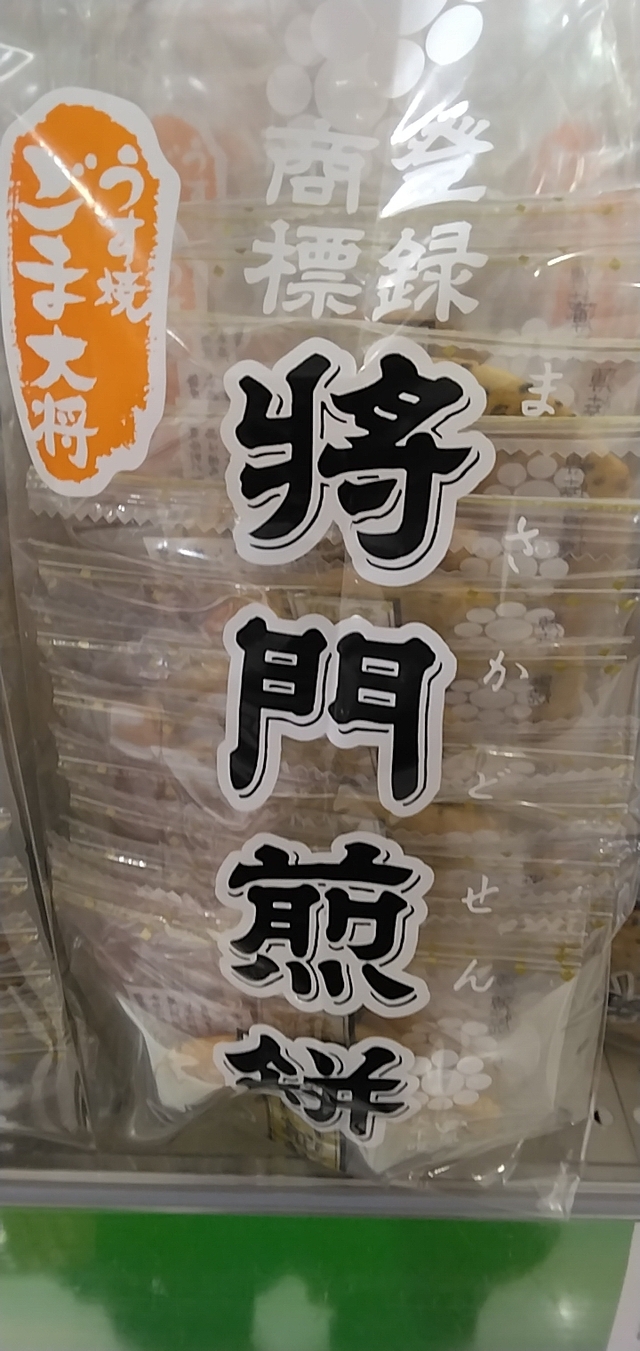 登録
商標
將門煎餅
まさかどせん
うす焼
ごま大将